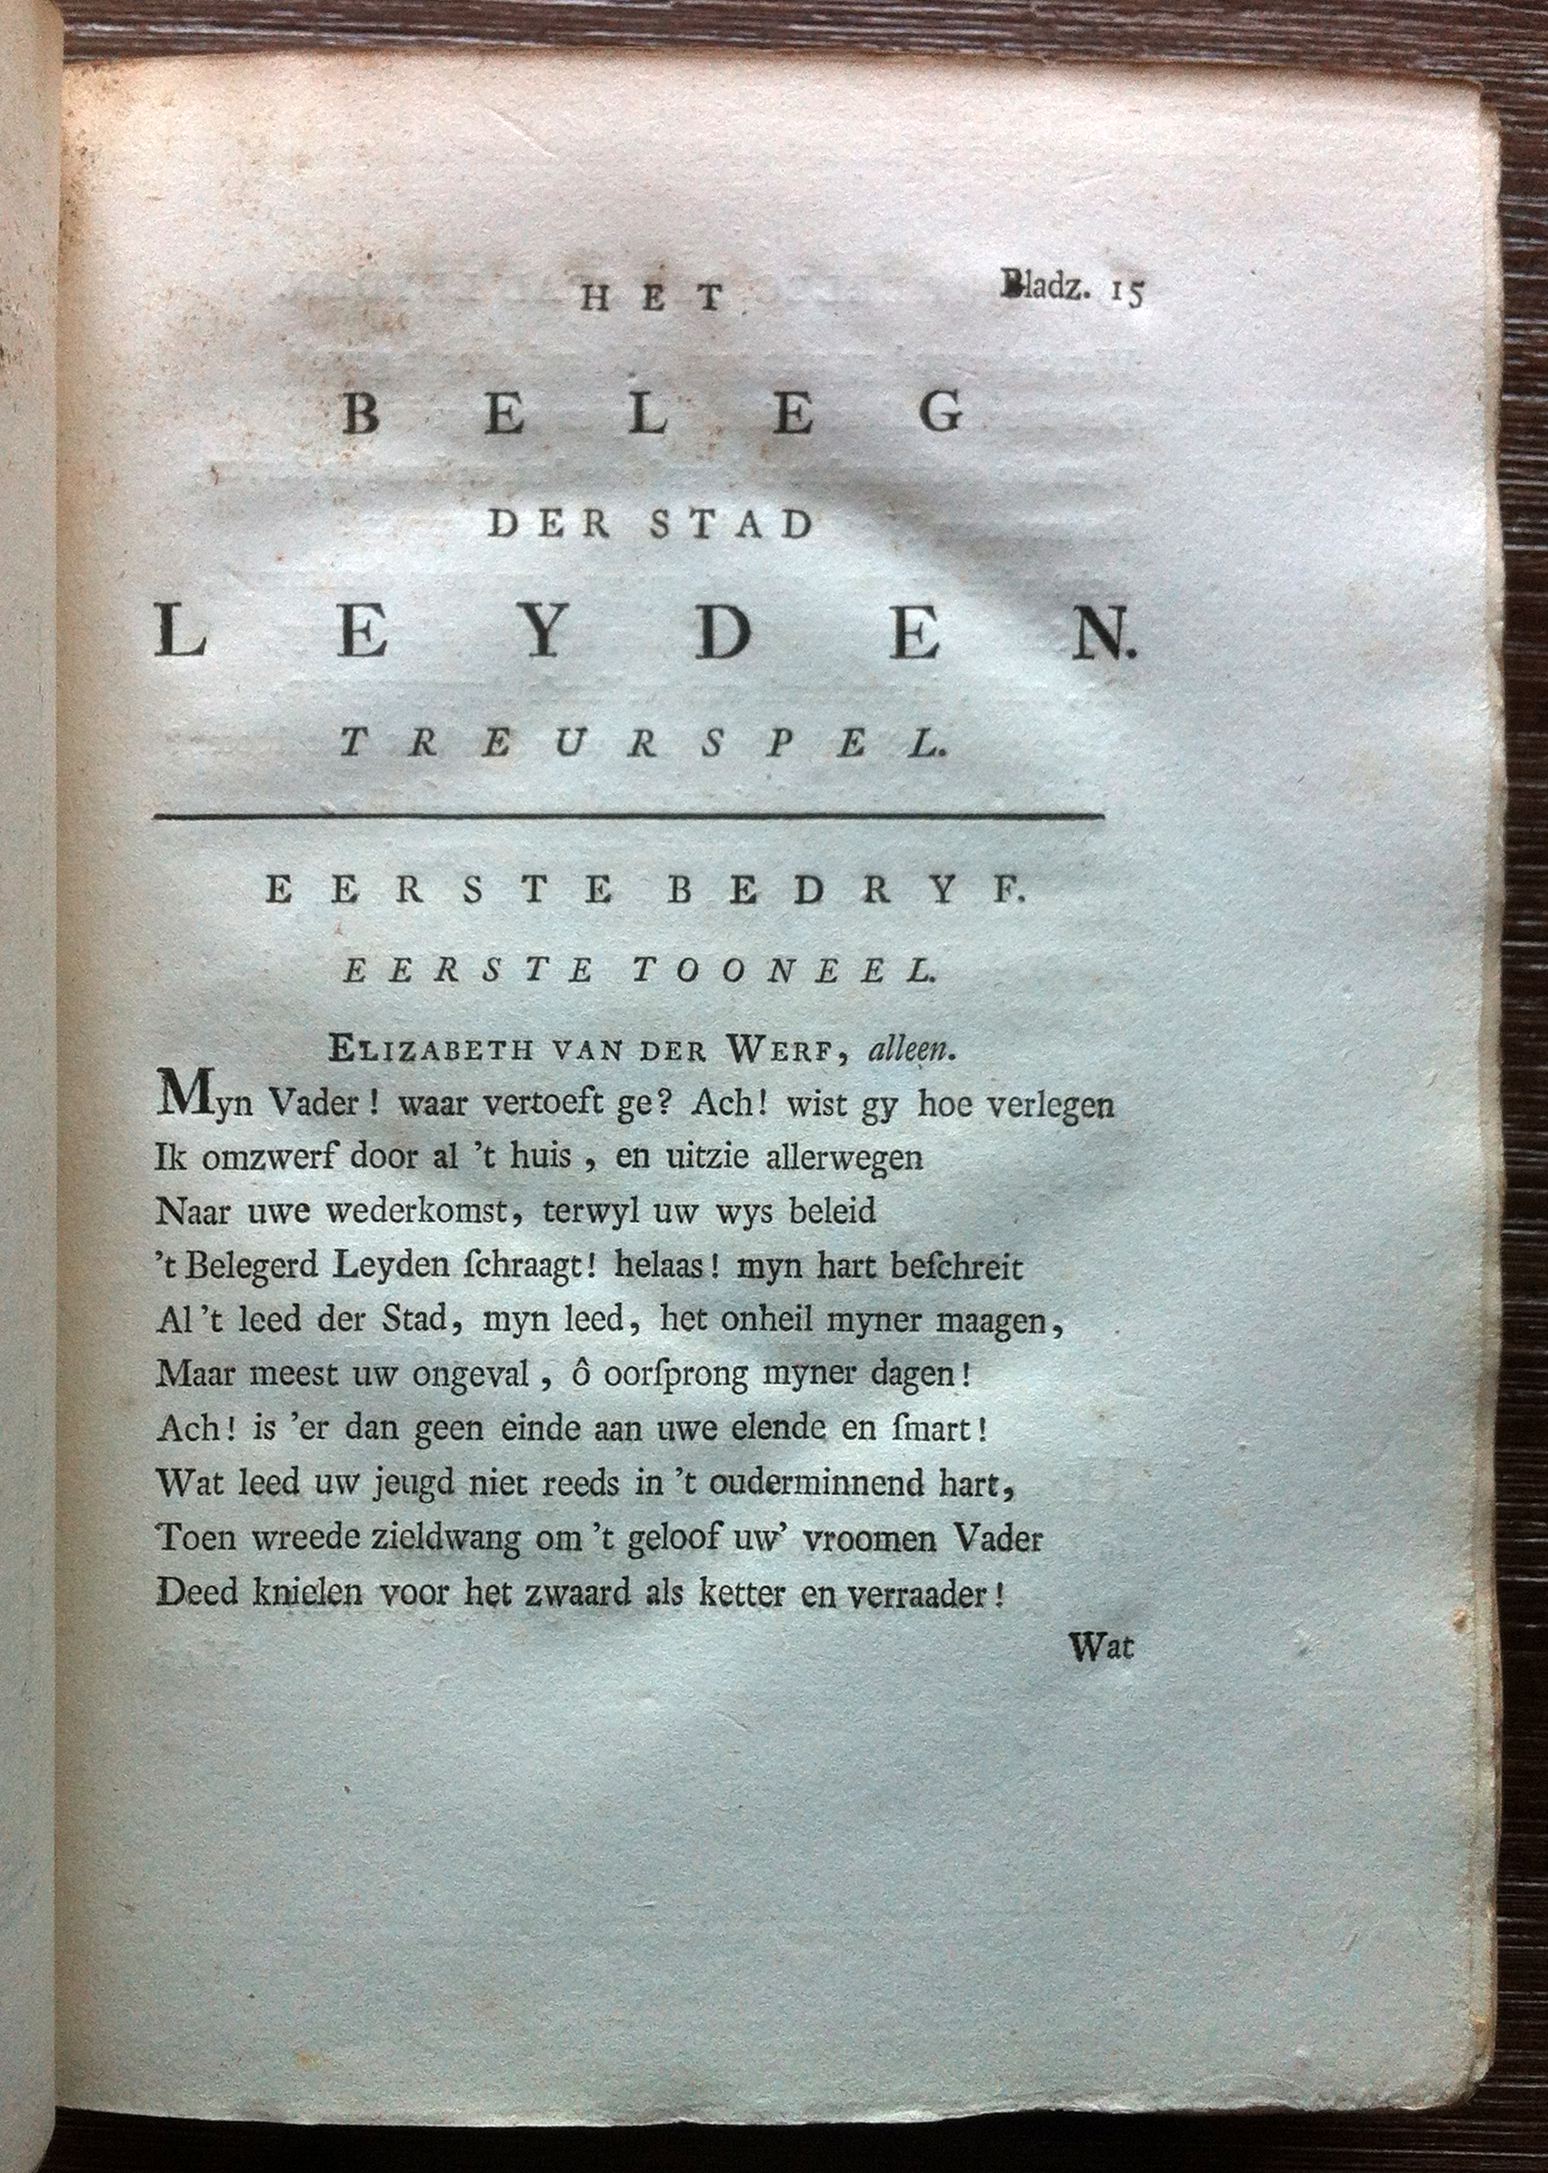 Bladz. 15
HET
BELEG
DER STAD
LEYDEN.
TREURSPEL.
EERSTE BEDRYF.
EERSTE TOONEEL.
ELIZABETH VAN DER WERF, alleen.
Myn Vader! waar vertoeft ge? Ach! wist gy hoe verlegen
Ik omzwerf door al 't huis, en uitzie allerwegen
Naar uwe wederkomst, terwyl uw wys beleid
't Belegerd Leyden ſchraagt! helaas! myn hart beſchreit
Al 't leed der Stad, myn leed, het onheil myner maagen,
Maar meest uw ongeval, ô oorſprong myner dagen!
Ach! is 'er dan geen einde aan uwe elende en ſmart!
Wat leed uw jeugd niet reeds in 't ouderminnend hart,
Toen wreede zieldwang om 't geloof uw' vroomen Vader
Deed knielen voor het zwaard als ketter en verraader!
Wat